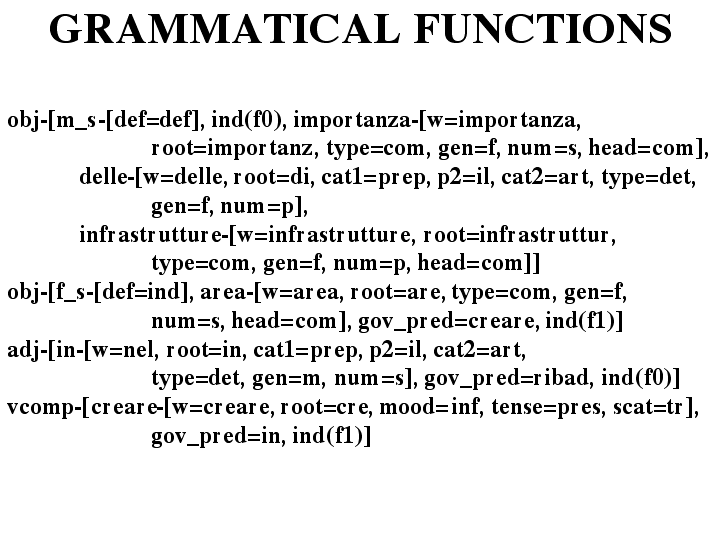 GRAMMATICAL FUNCTIONS
obj-[m_s-[def=def], ind(f0), importanza-[w=importanza,
root=importanz, type=com, gen=f, num=s, head=com],
delle-[w=delle, root=di, cat1=prep, p2=il, cat2=art, type=det,
gen=f, num=p],
infrastrutture-[w=infrastrutture, root=infrastruttur,
type=com, gen=f, num=p, head=com]]
obj-[f_s-[def=ind], area-[w=area, root=are, type=com, gen=f,
num=s, head=com], gov_pred=creare, ind(f1)]
adj-[in-[w=nel, root=in, cat1=prep, p2=il, cat2=art,
type=det, gen=m, num=s], gov_pred=ribad, ind(f0)]
vcomp-[creare-[w=creare, root=cre, mood=inf, tense=pres, scat=tr],
gov_pred=in, ind(f1)]